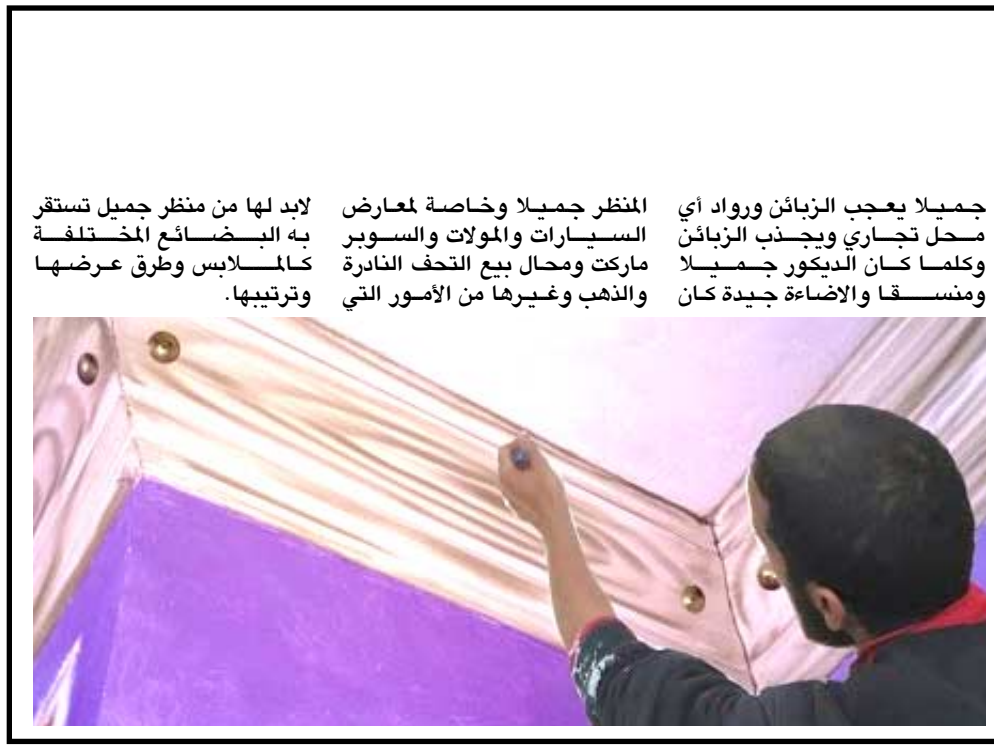 جميلا يعجب الزبائن ورواد أي
محل تجاري ويجذب الزبائن
وكلما كان الديكور جميلا
ومنسقا والاضاءة جيدة كان
المنظر جميلا وخاصة لمعارض
السيارات والمولات والسوبر
ماركت ومحال بيع التحف النادرة
والذهب وغيرها من الأمور التي
لابد لها من منظر جميل تستقر
به البضائع المختلفة
كالملابس وطرق عرضها
وترتيبها.